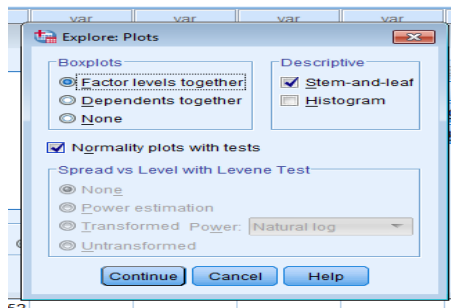 var var var var
Explore: Plots
Boxplots
Factor levels together
Dependents together
None
Descriptive
Stem-and-leaf
Histogram
Normality plots with tests
Spread vs Level with Levene Test
None
Power estimation
Transformed Power: Natural log
Untransformed
Continue Cancel Help